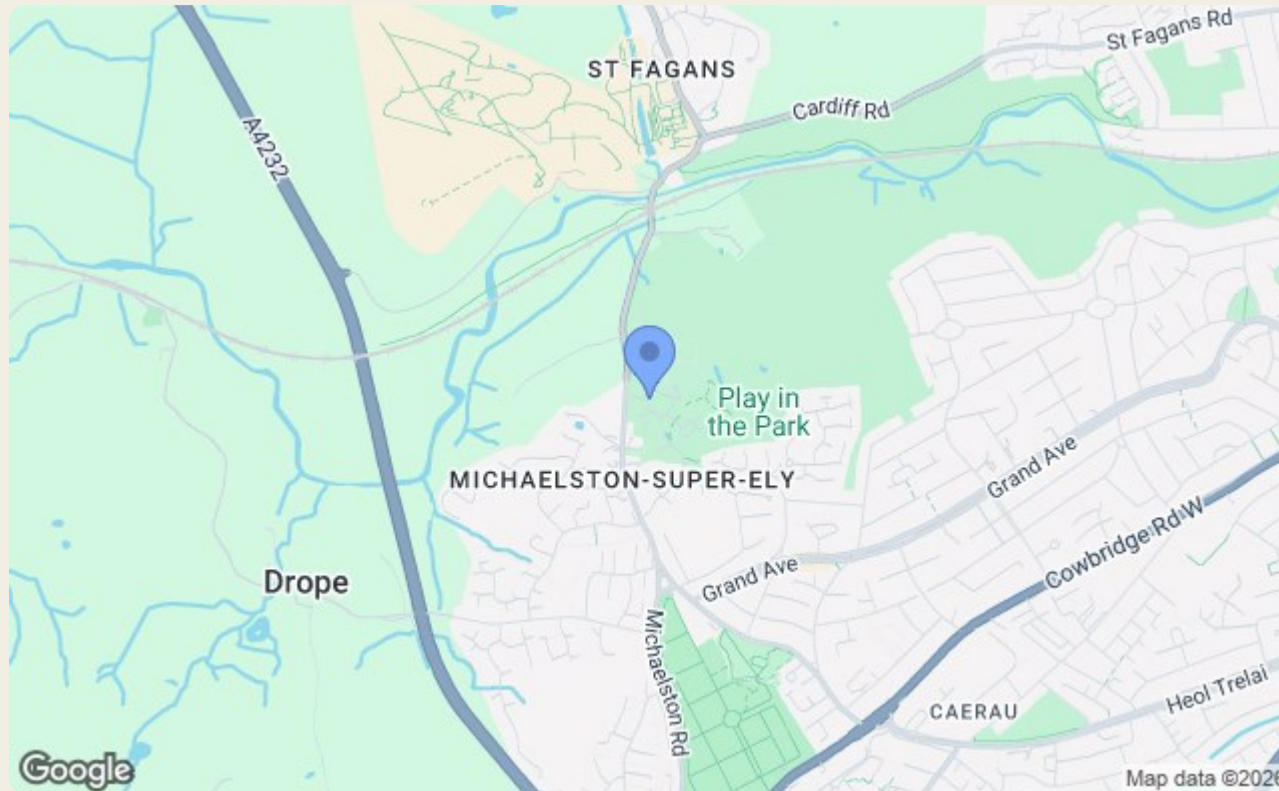 St Fagans Rd
ST FAGANS
Cardiff Rd
A4232
Play in
the Park
MICHAELSTON-SUPER-ELY
Grand Ave
Cowbridge Rd W
Grand Ave
Drope
Michaelston Rd
Heol Trelai
CAERAU
Google
Map data ©2026